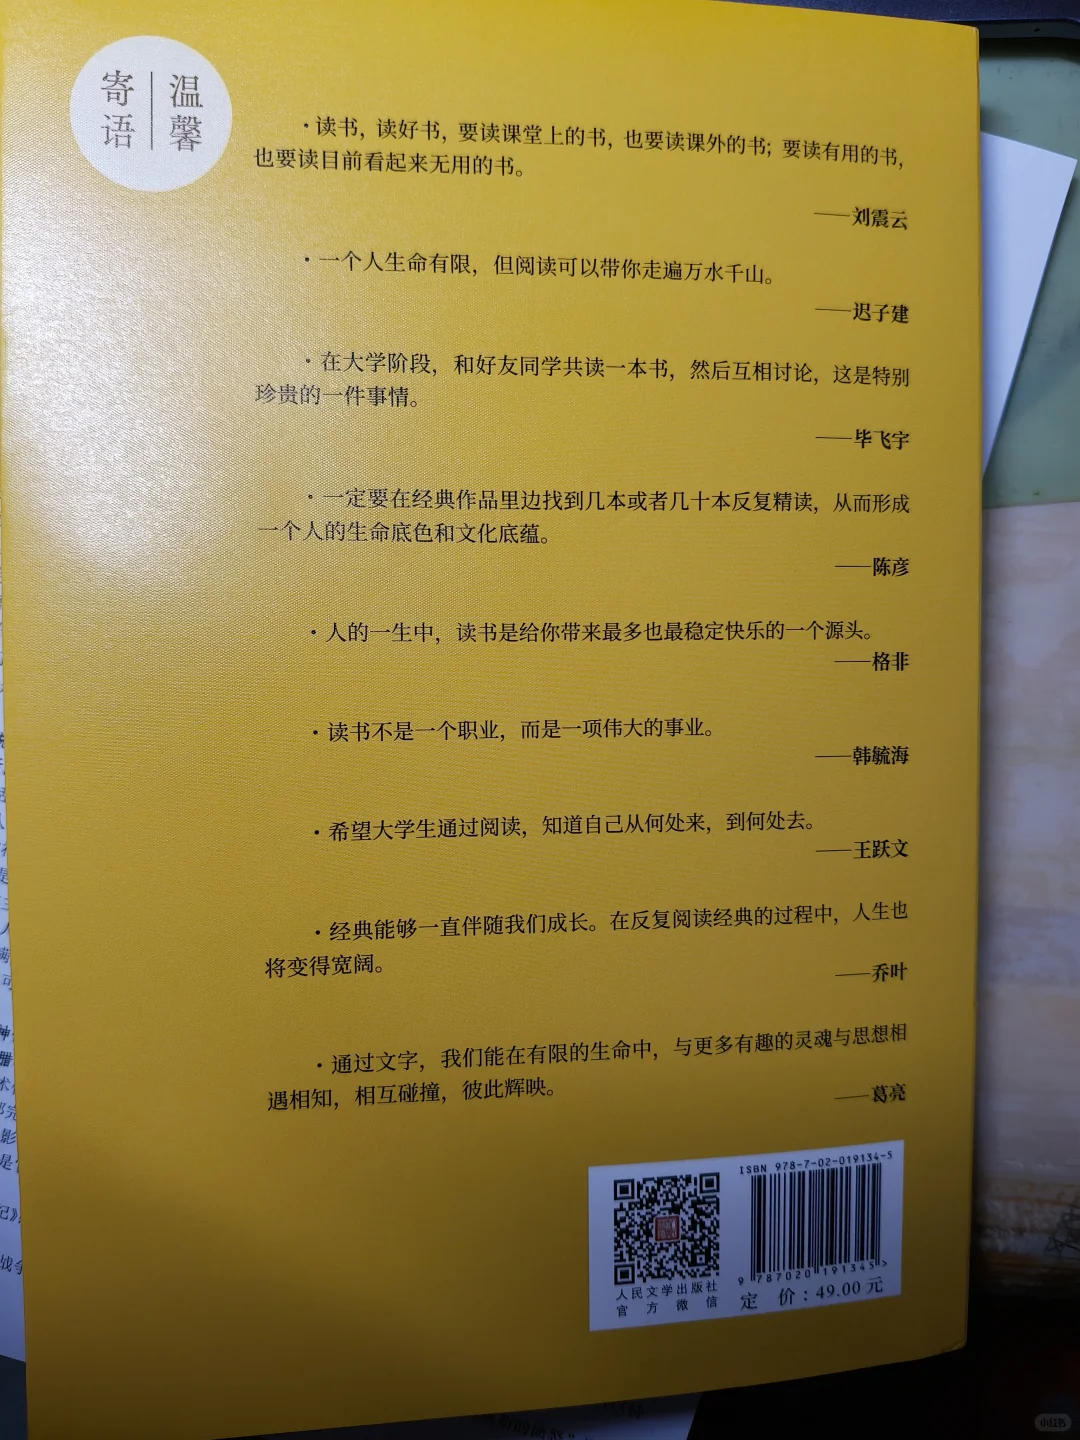 温馨
寄语
·读书，读好书，要读课堂上的书，也要读课外的书；要读有用的书，
也要读目前看起来无用的书。
——刘震云
·一个人生命有限，但阅读可以带你走遍万水千山。
——迟子建
·在大学阶段，和好友同学共读一本书，然后互相讨论，这是特别
珍贵的一件事情。
——毕飞宇
·一定要在经典作品里边找到几本或者几十本反复精读，从而形成
一个人的生命底色和文化底蕴。
——陈彦
·人的一生中，读书是给你带来最多也最稳定快乐的一个源头。
——格非
·读书不是一个职业，而是一项伟大的事业。
——韩毓海
·希望大学生通过阅读，知道自己从何处来，到何处去。
——王跃文
·经典能够一直伴随我们成长。在反复阅读经典的过程中，人生也
将变得宽阔。
——乔叶
·通过文字，我们能在有限的生命中，与更多有趣的灵魂与思想相
遇相知，相互碰撞，彼此辉映。
——葛亮
ISBN 978-7-02-019134-5
9 787020 191345 >
人民文学出版社
官方微信
定 价：49.00 元
小红书